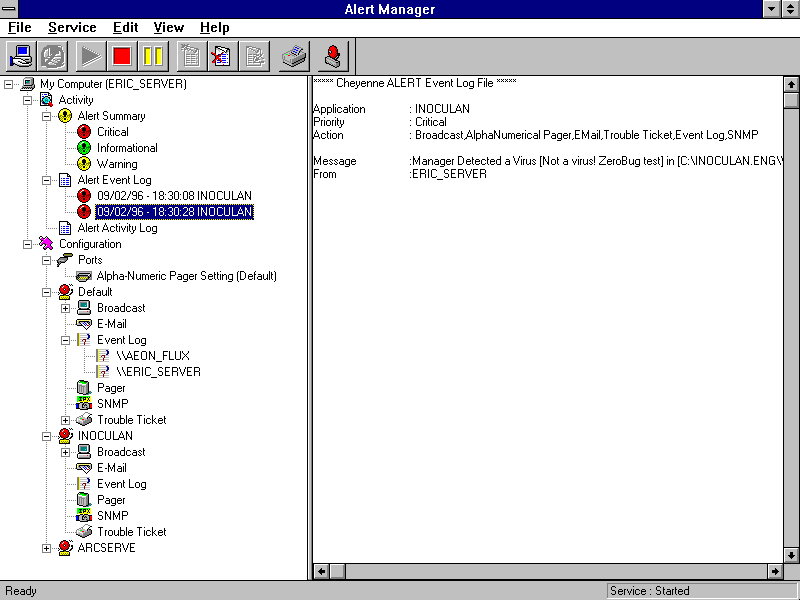 Alert Manager
File Service Edit View Help
My Computer (ERIC_SERVER)
Activity
Alert Summary
Critical
Informational
Warning
Alert Event Log
09/02/96 - 18:30:08 INOCULAN
09/02/96 - 18:30:28 INOCULAN
Alert Activity Log
Configuration
Ports
Alpha-Numeric Pager Setting (Default)
Default
Broadcast
E-Mail
Event Log
\\AEON_FLUX
\\ERIC_SERVER
Pager
SNMP
Trouble Ticket
INOCULAN
Broadcast
E-Mail
Event Log
Pager
SNMP
Trouble Ticket
ARCSERVE
***** Cheyenne ALERT Event Log File *****
Application : INOCULAN
Priority : Critical
Action : Broadcast,AlphaNumerical Pager,EMail,Trouble Ticket,Event Log,SNMP
Message :Manager Detected a Virus [Not a virus! ZeroBug test] in [C:\INOCULAN.ENG\
From :ERIC_SERVER
Ready
Service : Started